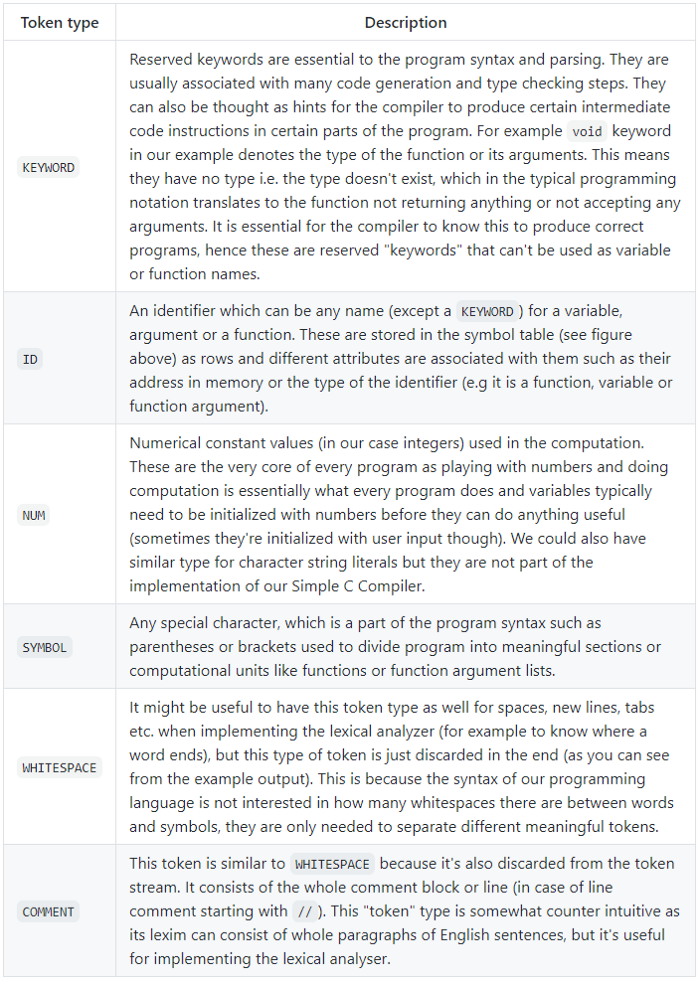 Token type Description
Reserved keywords are essential to the program syntax and parsing. They are
usually associated with many code generation and type checking steps. They
can also be thought as hints for the compiler to produce certain intermediate
code instructions in certain parts of the program. For example void keyword
in our example denotes the type of the function or its arguments. This means
KEYWORD
they have no type i.e. the type doesn't exist, which in the typical programming
notation translates to the function not returning anything or not accepting any
arguments. It is essential for the compiler to know this to produce correct
programs, hence these are reserved "keywords" that can't be used as variable
or function names.
An identifier which can be any name (except a KEYWORD ) for a variable,
argument or a function. These are stored in the symbol table (see figure
ID
above) as rows and different attributes are associated with them such as their
address in memory or the type of the identifier (e.g it is a function, variable or
function argument).
Numerical constant values (in our case integers) used in the computation.
These are the very core of every program as playing with numbers and doing
computation is essentially what every program does and variables typically
NUM
need to be initialized with numbers before they can do anything useful
(sometimes they're initialized with user input though). We could also have
similar type for character string literals but they are not part of the
implementation of our Simple C Compiler.
Any special character, which is a part of the program syntax such as
SYMBOL
parentheses or brackets used to divide program into meaningful sections or
computational units like functions or function argument lists.
It might be useful to have this token type as well for spaces, new lines, tabs
etc. when implementing the lexical analyzer (for example to know where a
WHITESPACE
word ends), but this type of token is just discarded in the end (as you can see
from the example output). This is because the syntax of our programming
language is not interested in how many whitespaces there are between words
and symbols, they are only needed to separate different meaningful tokens.
This token is similar to WHITESPACE because it's also discarded from the token
stream. It consists of the whole comment block or line (in case of line
COMMENT
comment starting with // ). This "token" type is somewhat counter intuitive as
its lexim can consist of whole paragraphs of English sentences, but it's useful
for implementing the lexical analyser.